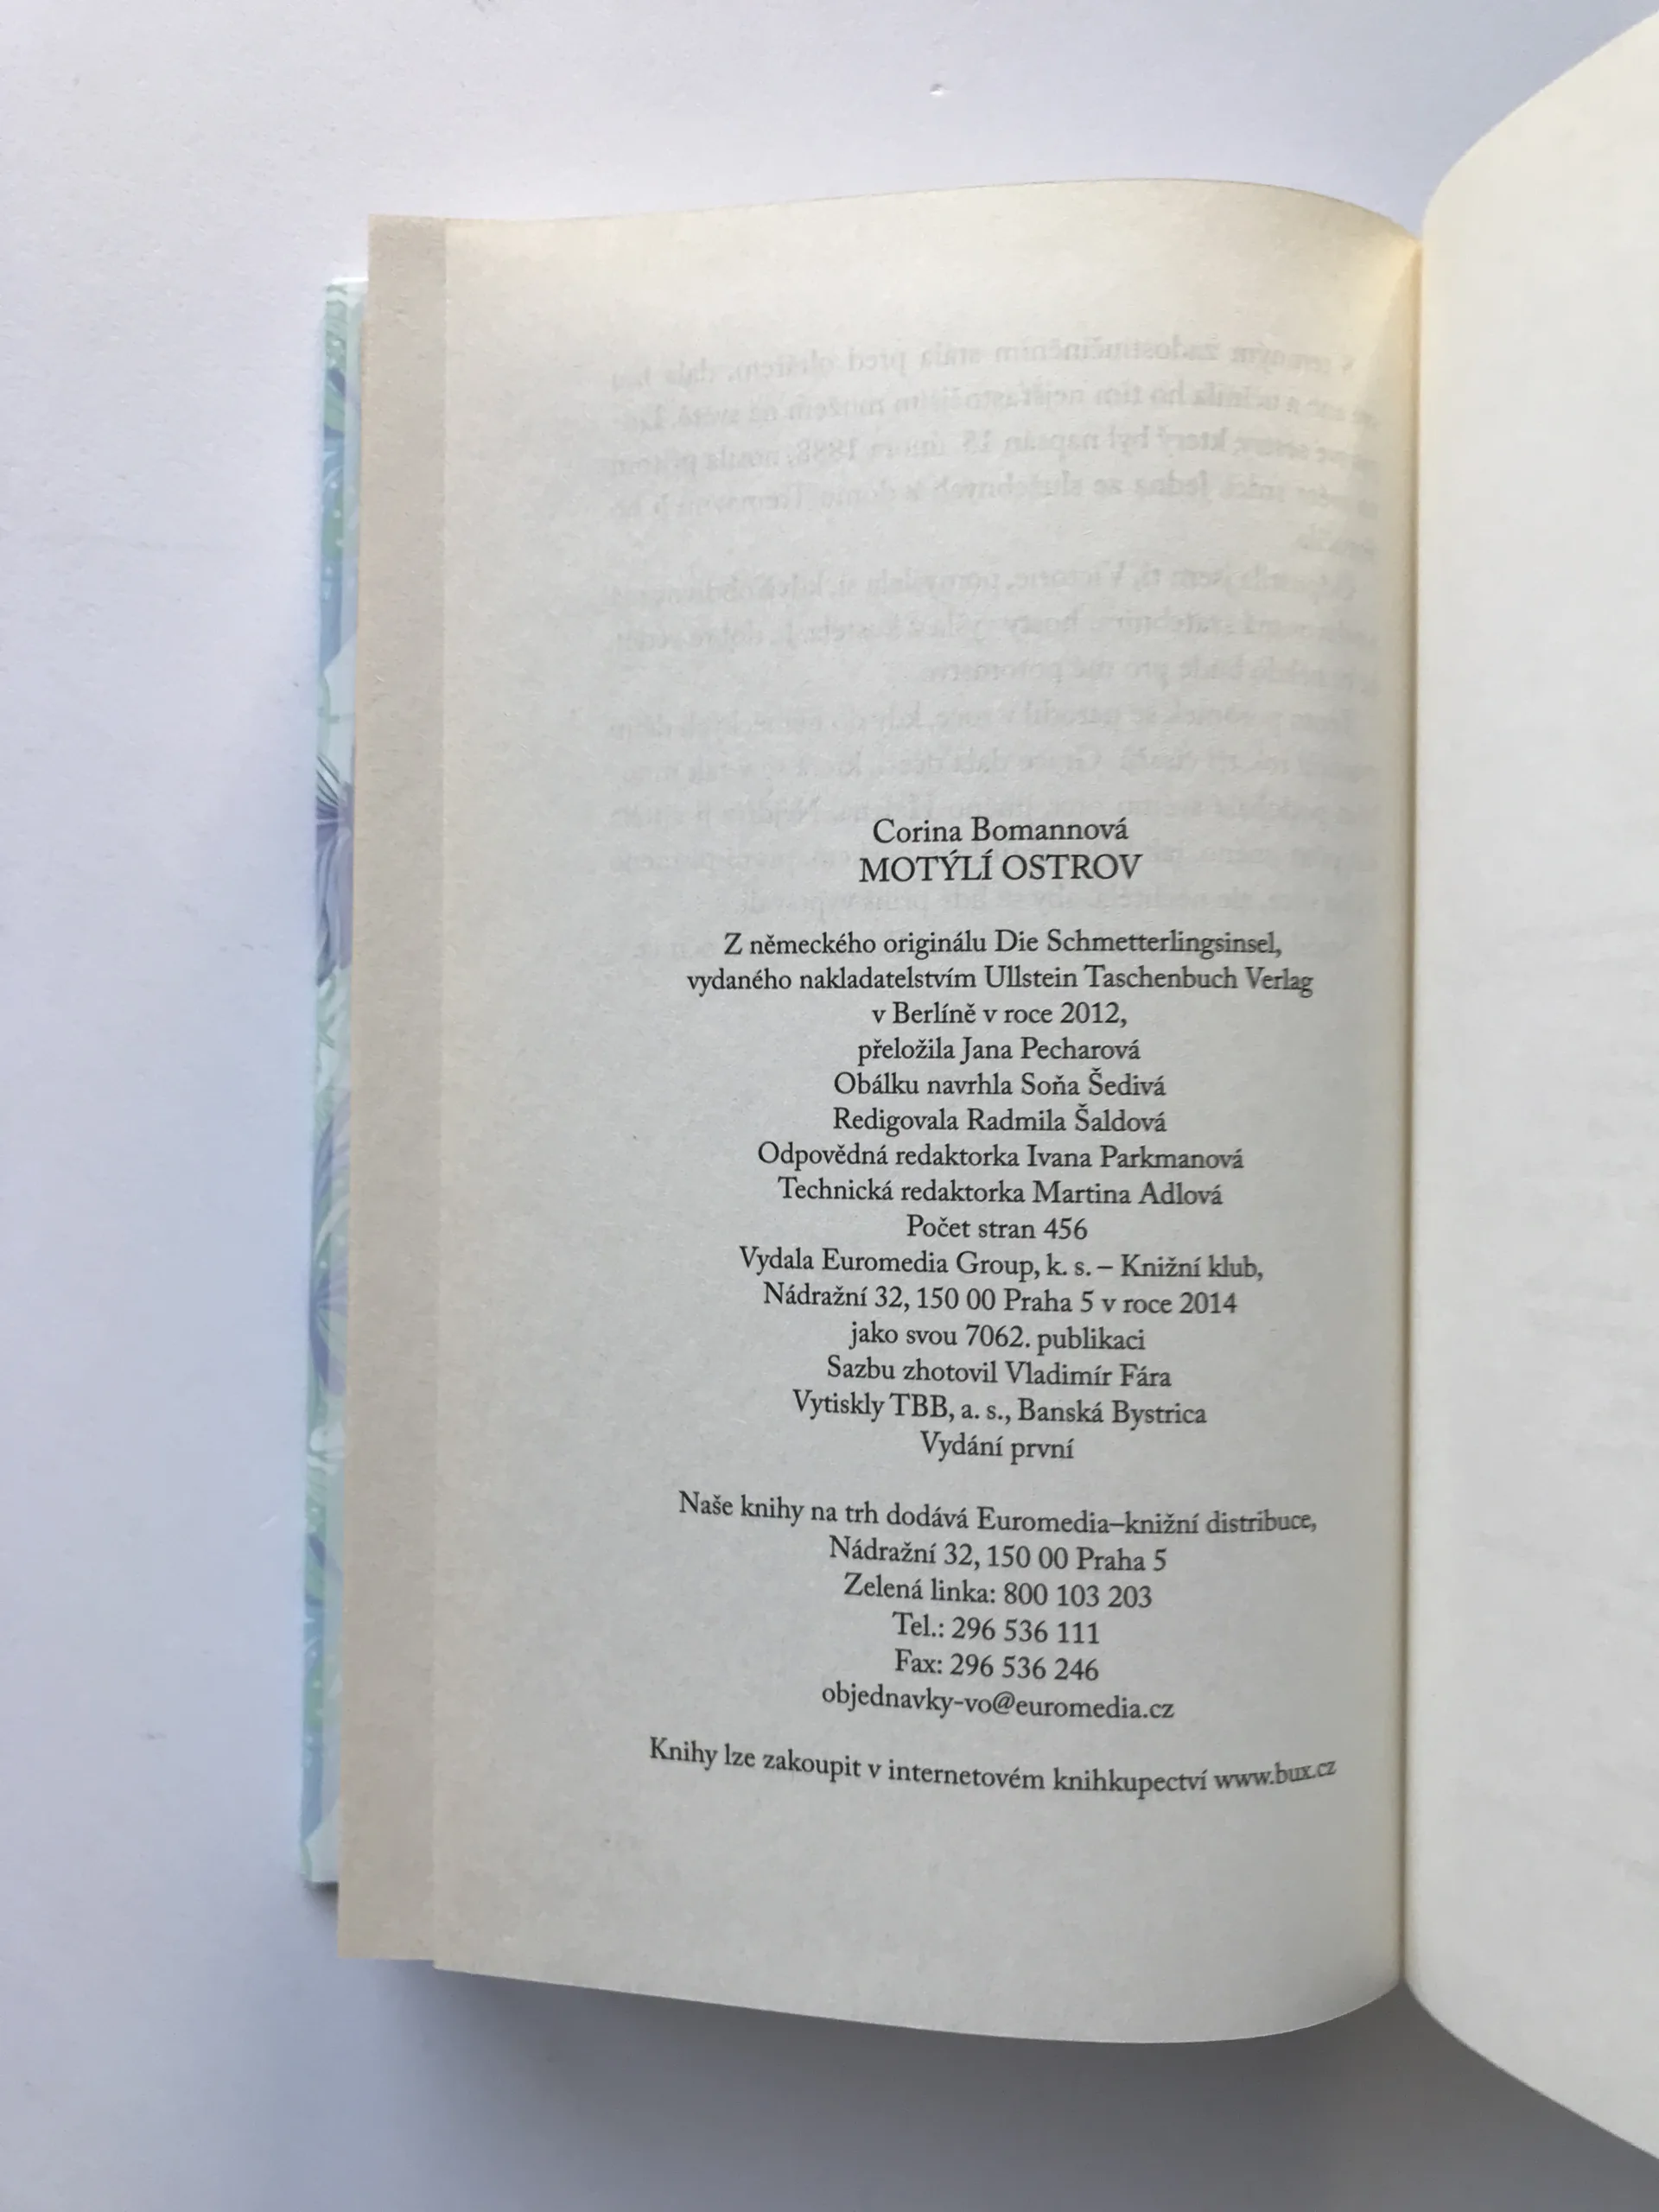 Corina Bomannová
MOTÝLÍ OSTROV
Z německého originálu Die Schmetterlingsinsel,
vydaného nakladatelstvím Ullstein Taschenbuch Verlag
v Berlíně v roce 2012,
přeložila Jana Pecharová
Obálku navrhla Soňa Šedivá
Redigovala Radmila Šaldová
Odpovědná redaktorka Ivana Parkmanová
Technická redaktorka Martina Adlová
Počet stran 456
Vydala Euromedia Group, k. s. – Knižní klub,
Nádražní 32, 150 00 Praha 5 v roce 2014
jako svou 7062. publikaci
Sazbu zhotovil Vladimír Fára
Vytiskly TBB, a. s., Banská Bystrica
Vydání první
Naše knihy na trh dodává Euromedia–knižní distribuce,
Nádražní 32, 150 00 Praha 5
Zelená linka: 800 103 203
Tel.: 296 536 111
Fax: 296 536 246
objednavky-vo@euromedia.cz
Knihy lze zakoupit v internetovém knihkupectví www.bux.cz